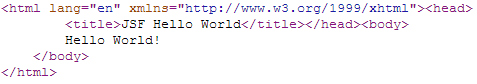 <html lang="en" xmlns="http://www.w3.org/1999/xhtml"><head>
<title>JSF Hello World</title></head><body>
Hello World!
</body>
</html>